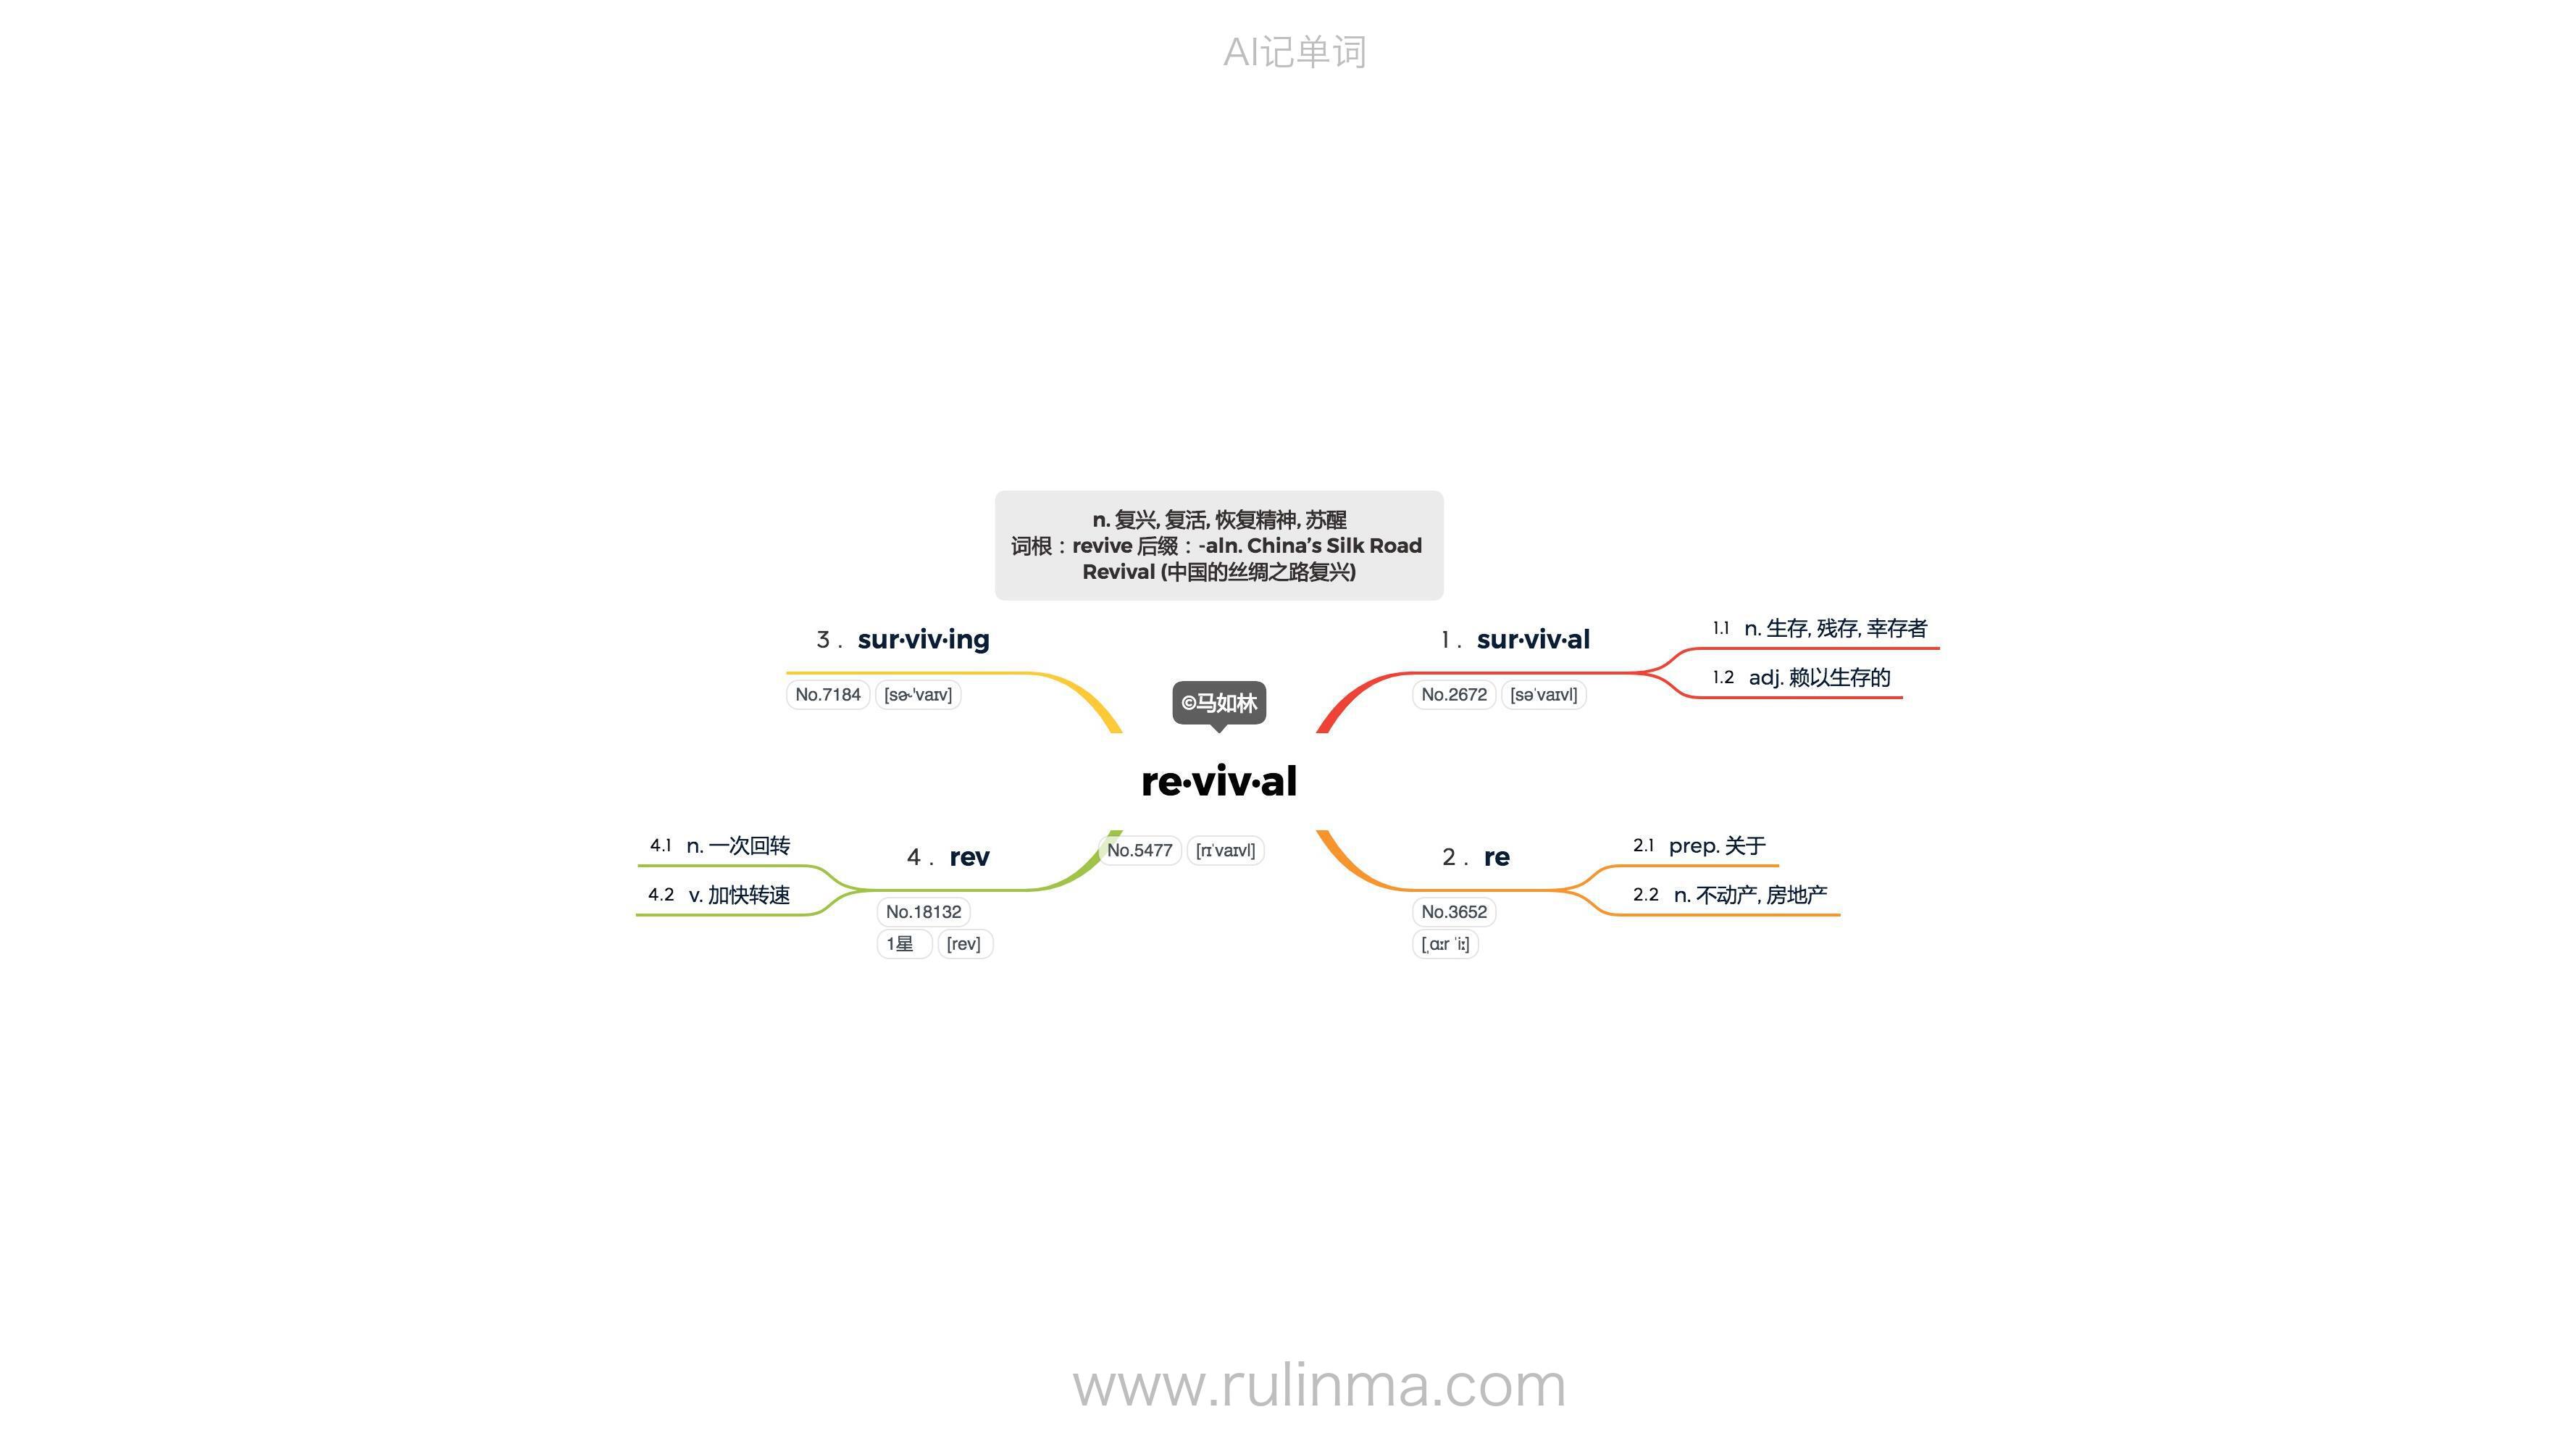 AI记单词
n. 复兴, 复活, 恢复精神, 苏醒
词根：revive 后缀：-aln. China’s Silk Road
Revival (中国的丝绸之路复兴)
©马如林
re·viv·al
No.5477 [rɪˈvaɪvl]
1. sur·viv·al
No.2672 [səˈvaɪvl]
1.1 n. 生存, 残存, 幸存者
1.2 adj. 赖以生存的
2. re
No.3652
[ˌɑːr ˈiː]
2.1 prep. 关于
2.2 n. 不动产, 房地产
3. sur·viv·ing
No.7184 [sɚˈvaɪv]
4. rev
No.18132
1星 [rev]
4.1 n. 一次回转
4.2 v. 加快转速
www.rulinma.com